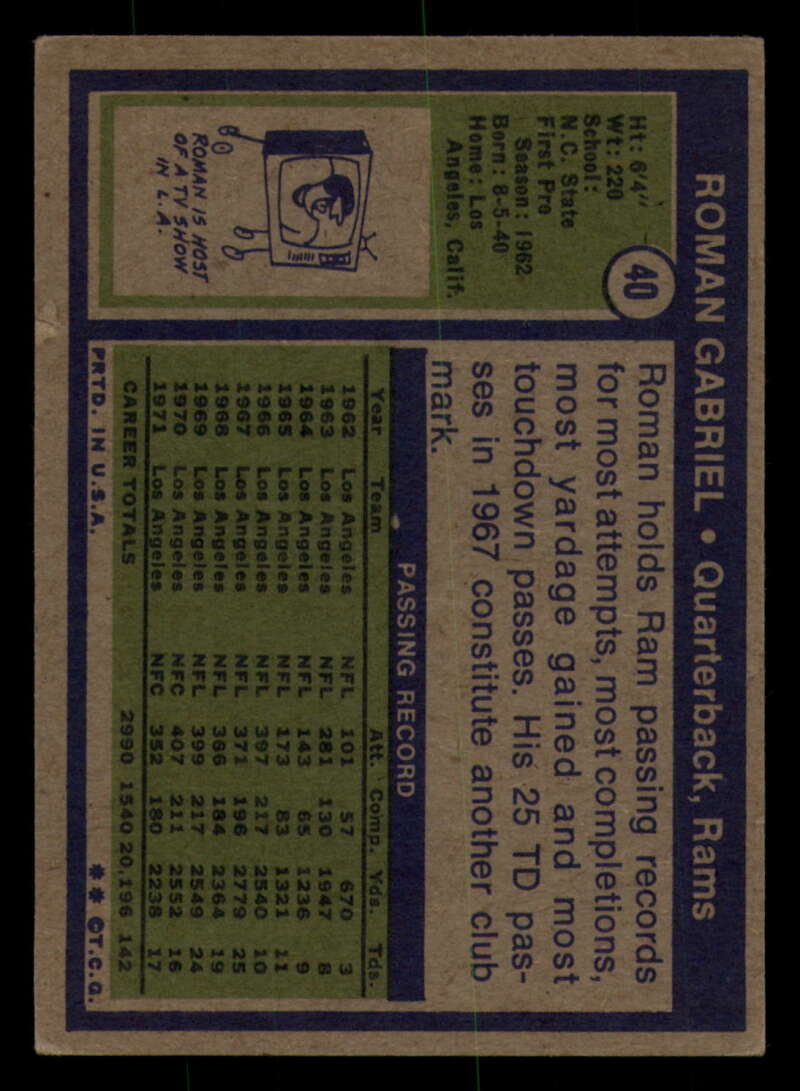 ROMAN GABRIEL • Quarterback, Rams
40
Ht: 6'4"
Wt: 220
School:
N.C. State
First Pro
Season: 1962
Born: 8-5-40
Home: Los
Angeles, Calif.
ROMAN IS HOST
OF A TV SHOW
IN L.A.
Roman holds Ram passing records
for most attempts, most completions,
most yardage gained and most
touchdown passes. His 25 TD pas-
ses in 1967 constitute another club
mark.
PASSING RECORD
Year Team Att. Comp. Yds. Tds.
1962 Los Angeles NFL 101 57 670 3
1963 Los Angeles NFL 281 130 1947 8
1964 Los Angeles NFL 143 65 1236 9
1965 Los Angeles NFL 173 83 1321 11
1966 Los Angeles NFL 397 217 2540 10
1967 Los Angeles NFL 371 196 2779 25
1968 Los Angeles NFL 366 184 2364 19
1969 Los Angeles NFL 399 217 2549 24
1970 Los Angeles NFC 407 211 2552 16
1971 Los Angeles NFC 352 180 2238 17
CAREER TOTALS 2990 1540 20,196 142
PRTD. IN U.S.A. ** ©T.C.G.